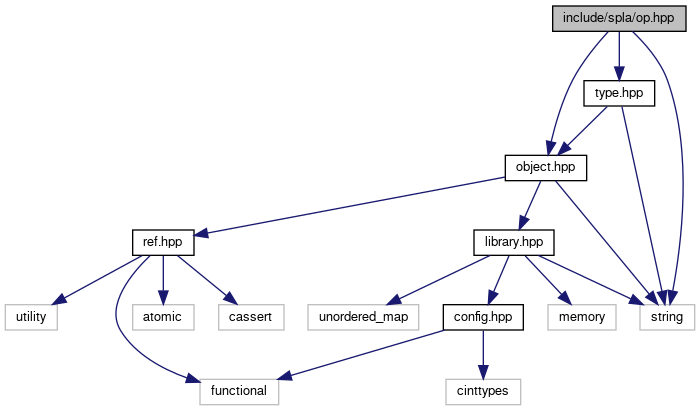 include/spla/op.hpp
type.hpp
object.hpp
ref.hpp
library.hpp
utility
atomic
cassert
unordered_map
config.hpp
memory
string
functional
cinttypes